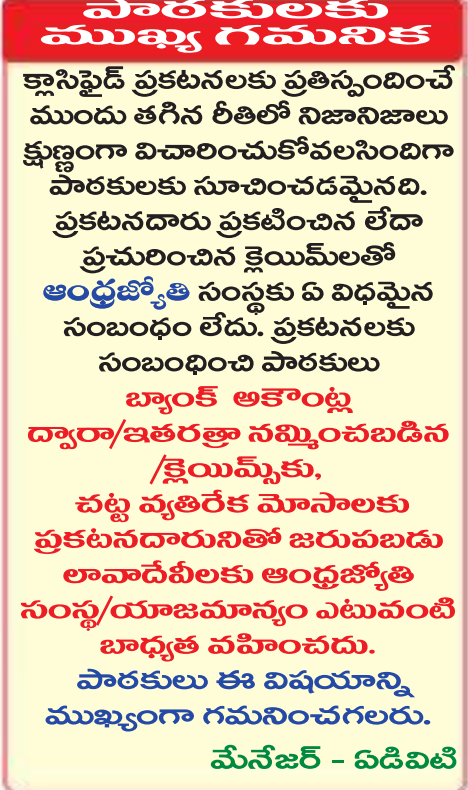 పాఠకులకు
ముఖ్య గమనిక
క్లాసిఫైడ్ ప్రకటనలకు ప్రతిస్పందించే
ముందు తగిన రీతిలో నిజానిజాలు
క్షుణ్ణంగా విచారించుకోవలసిందిగా
పాఠకులకు సూచించడమైనది.
ప్రకటనదారు ప్రకటించిన లేదా
ప్రచురించిన క్లెయిమ్‌లతో
ఆంధ్రజ్యోతి సంస్థకు ఏ విధమైన
సంబంధం లేదు. ప్రకటనలకు
సంబంధించి పాఠకులు
బ్యాంక్ అకౌంట్ల
ద్వారా/ఇతరత్రా నమ్మించబడిన
/క్లెయిమ్స్‌కు,
చట్ట వ్యతిరేక మోసాలకు
ప్రకటనదారునితో జరుపబడు
లావాదేవీలకు ఆంధ్రజ్యోతి
సంస్థ/యాజమాన్యం ఎటువంటి
బాధ్యత వహించదు.
పాఠకులు ఈ విషయాన్ని
ముఖ్యంగా గమనించగలరు.
మేనేజర్ - ఏడివిటి